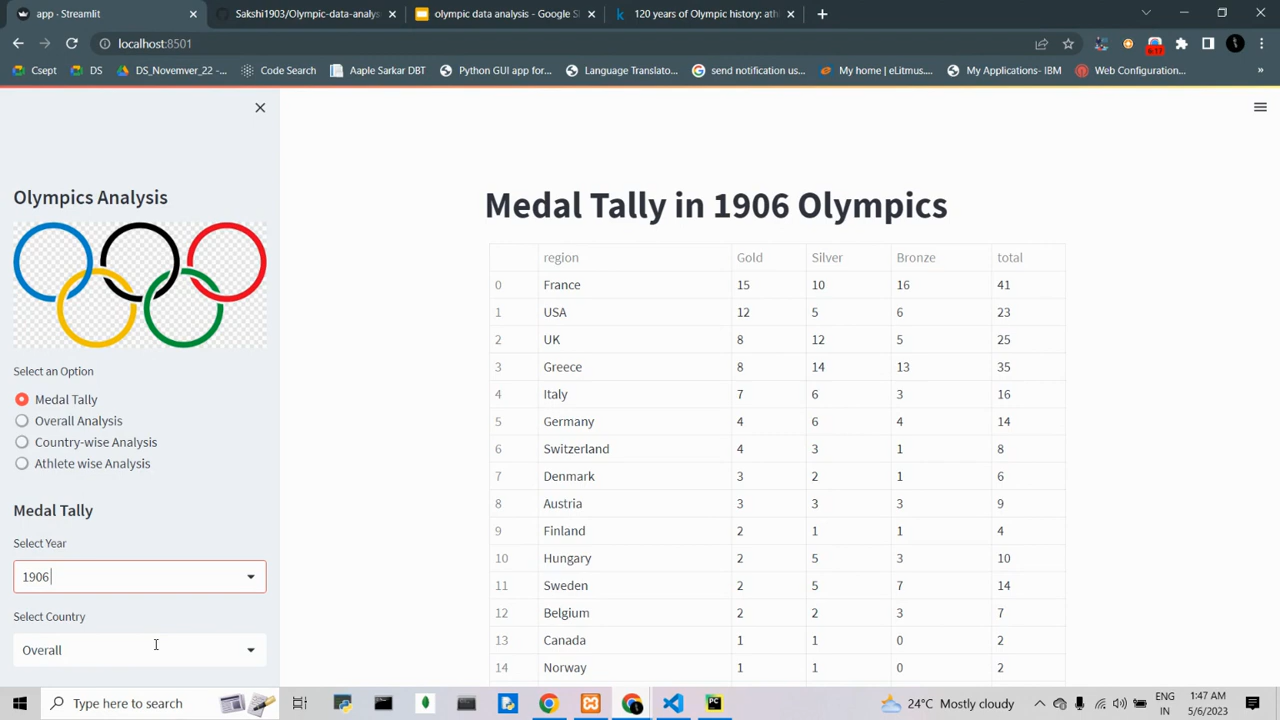 app - Streamlit
Sakshi1903/Olympic-data-analys
olympic data analysis - Google S
120 years of Olympic history: ath
localhost:8501
Csept
DS
DS_Novemver_22 -...
Code Search
Aaple Sarkar DBT
Python GUI app for...
Language Translato...
send notification us...
My home | eLitmus....
My Applications- IBM
Web Configuration...
Olympics Analysis
Select an Option
Medal Tally
Overall Analysis
Country-wise Analysis
Athlete wise Analysis
Medal Tally
Select Year
1906
Select Country
Overall
Medal Tally in 1906 Olympics
region Gold Silver Bronze total
0 France 15 10 16 41
1 USA 12 5 6 23
2 UK 8 12 5 25
3 Greece 8 14 13 35
4 Italy 7 6 3 16
5 Germany 4 6 4 14
6 Switzerland 4 3 1 8
7 Denmark 3 2 1 6
8 Austria 3 3 3 9
9 Finland 2 1 1 4
10 Hungary 2 5 3 10
11 Sweden 2 5 7 14
12 Belgium 2 2 3 7
13 Canada 1 1 0 2
14 Norway 1 1 0 2
Type here to search
24°C Mostly cloudy
ENG
IN
1:47 AM
5/6/2023